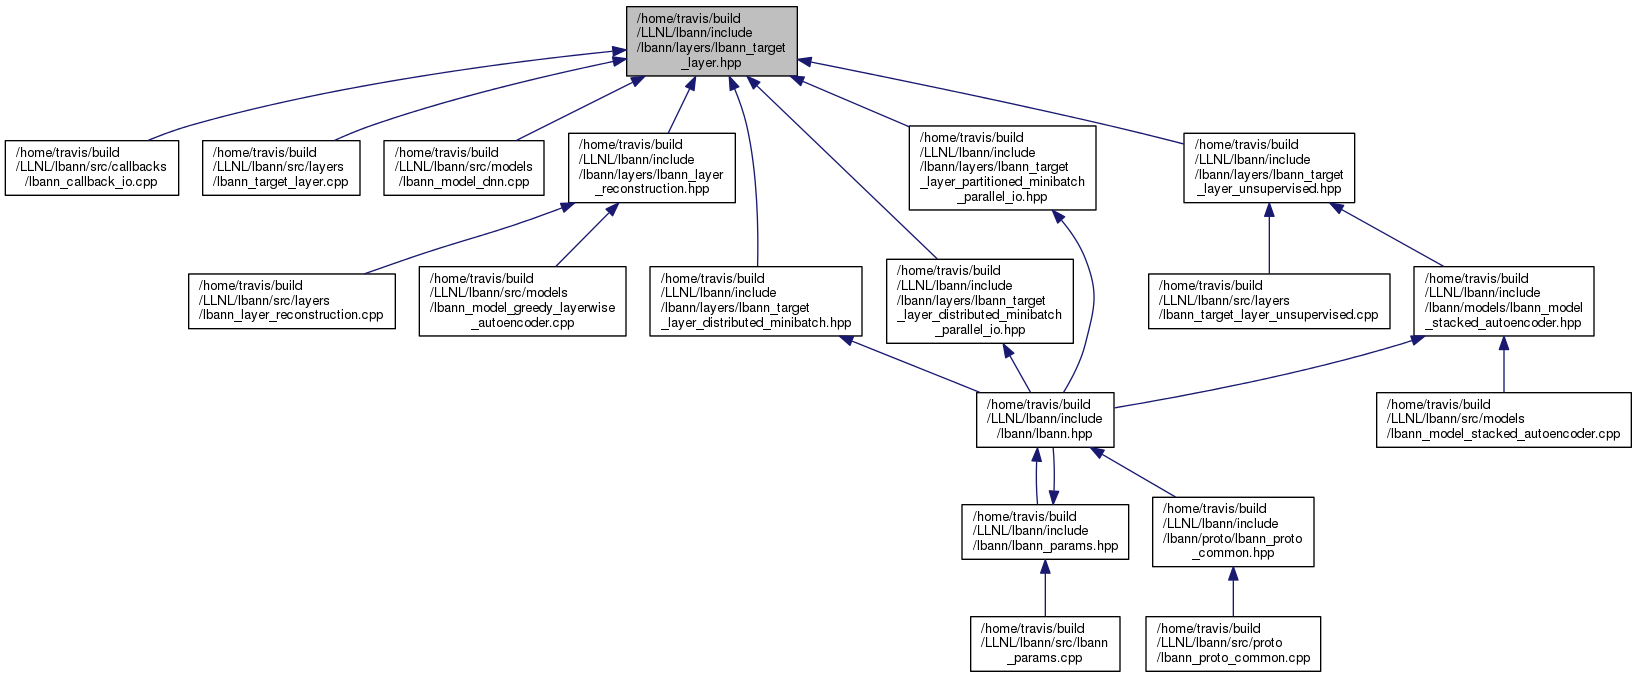 /home/travis/build
/LLNL/lbann/include
/lbann/layers/lbann_target
_layer.hpp
/home/travis/build
/LLNL/lbann/src/callbacks
/lbann_callback_io.cpp
/home/travis/build
/LLNL/lbann/src/layers
/lbann_target_layer.cpp
/home/travis/build
/LLNL/lbann/src/models
/lbann_model_dnn.cpp
/home/travis/build
/LLNL/lbann/include
/lbann/layers/lbann_layer
_reconstruction.hpp
/home/travis/build
/LLNL/lbann/include
/lbann/layers/lbann_target
_layer_partitioned_minibatch
_parallel_io.hpp
/home/travis/build
/LLNL/lbann/include
/lbann/layers/lbann_target
_layer_unsupervised.hpp
/home/travis/build
/LLNL/lbann/src/layers
/lbann_layer_reconstruction.cpp
/home/travis/build
/LLNL/lbann/src/models
/lbann_model_greedy_layerwise
_autoencoder.cpp
/home/travis/build
/LLNL/lbann/include
/lbann/layers/lbann_target
_layer_distributed_minibatch.hpp
/home/travis/build
/LLNL/lbann/include
/lbann/layers/lbann_target
_layer_distributed_minibatch
_parallel_io.hpp
/home/travis/build
/LLNL/lbann/src/layers
/lbann_target_layer_unsupervised.cpp
/home/travis/build
/LLNL/lbann/include
/lbann/models/lbann_model
_stacked_autoencoder.hpp
/home/travis/build
/LLNL/lbann/include
/lbann/lbann.hpp
/home/travis/build
/LLNL/lbann/src/models
/lbann_model_stacked_autoencoder.cpp
/home/travis/build
/LLNL/lbann/include
/lbann/lbann_params.hpp
/home/travis/build
/LLNL/lbann/include
/lbann/proto/lbann_proto
_common.hpp
/home/travis/build
/LLNL/lbann/src/lbann
_params.cpp
/home/travis/build
/LLNL/lbann/src/proto
/lbann_proto_common.cpp